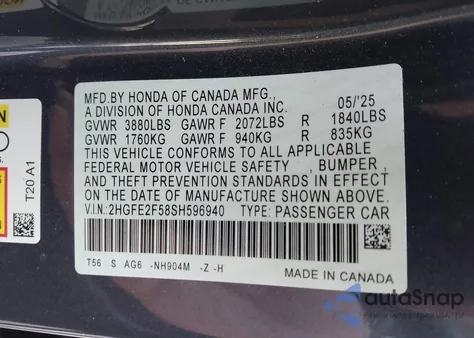 MFD.BY HONDA OF CANADA MFG.,
A DIVISION OF HONDA CANADA INC. 05/'25
GVWR 3880LBS GAWR F 2072LBS R 1840LBS
GVWR 1760KG GAWR F 940KG R 835KG
THIS VEHICLE CONFORMS TO ALL APPLICABLE
FEDERAL MOTOR VEHICLE SAFETY , BUMPER ,
AND THEFT PREVENTION STANDARDS IN EFFECT
ON THE DATE OF MANUFACTURE SHOWN ABOVE.
V.I.N:2HGFE2F58SH596940 TYPE: PASSENGER CAR
T56 S AG6 -NH904M -Z -H
MADE IN CANADA
T20 A1
autoSnap